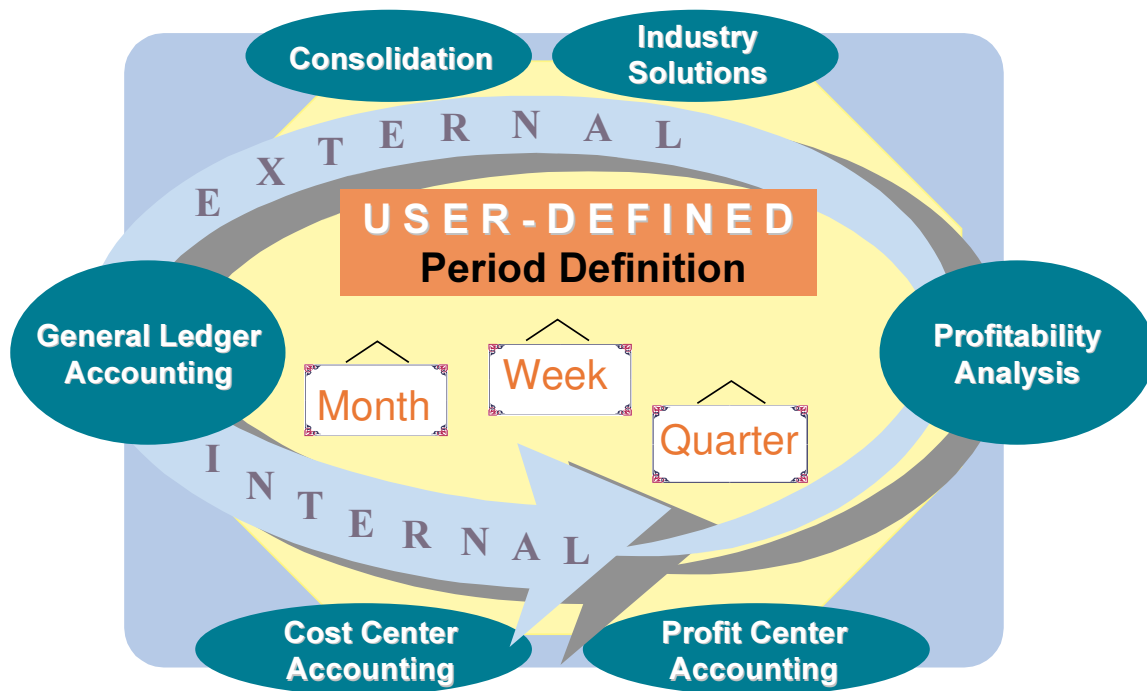 Consolidation
Industry
Solutions
EXTERNAL
USER-DEFINED
Period Definition
General Ledger
Accounting
Profitability
Analysis
Month
Week
Quarter
INTERNAL
Cost Center
Accounting
Profit Center
Accounting